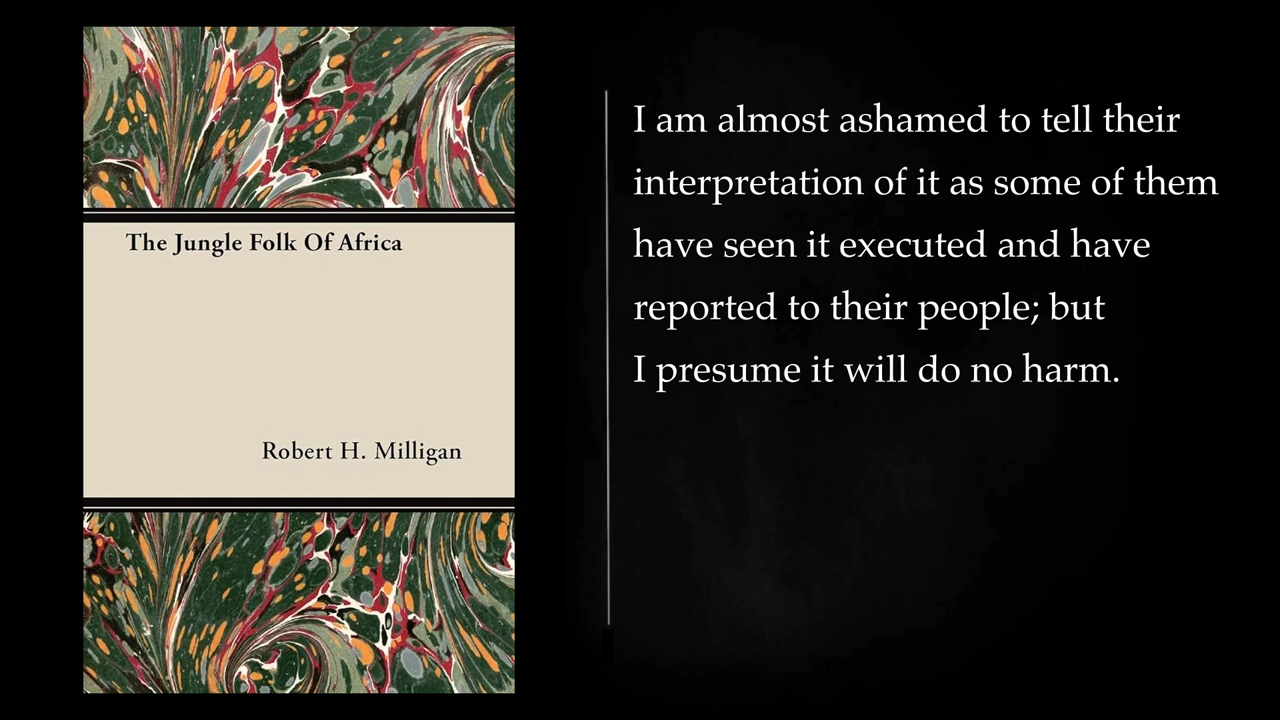 The Jungle Folk Of Africa
Robert H. Milligan
I am almost ashamed to tell their
interpretation of it as some of them
have seen it executed and have
reported to their people; but
I presume it will do no harm.